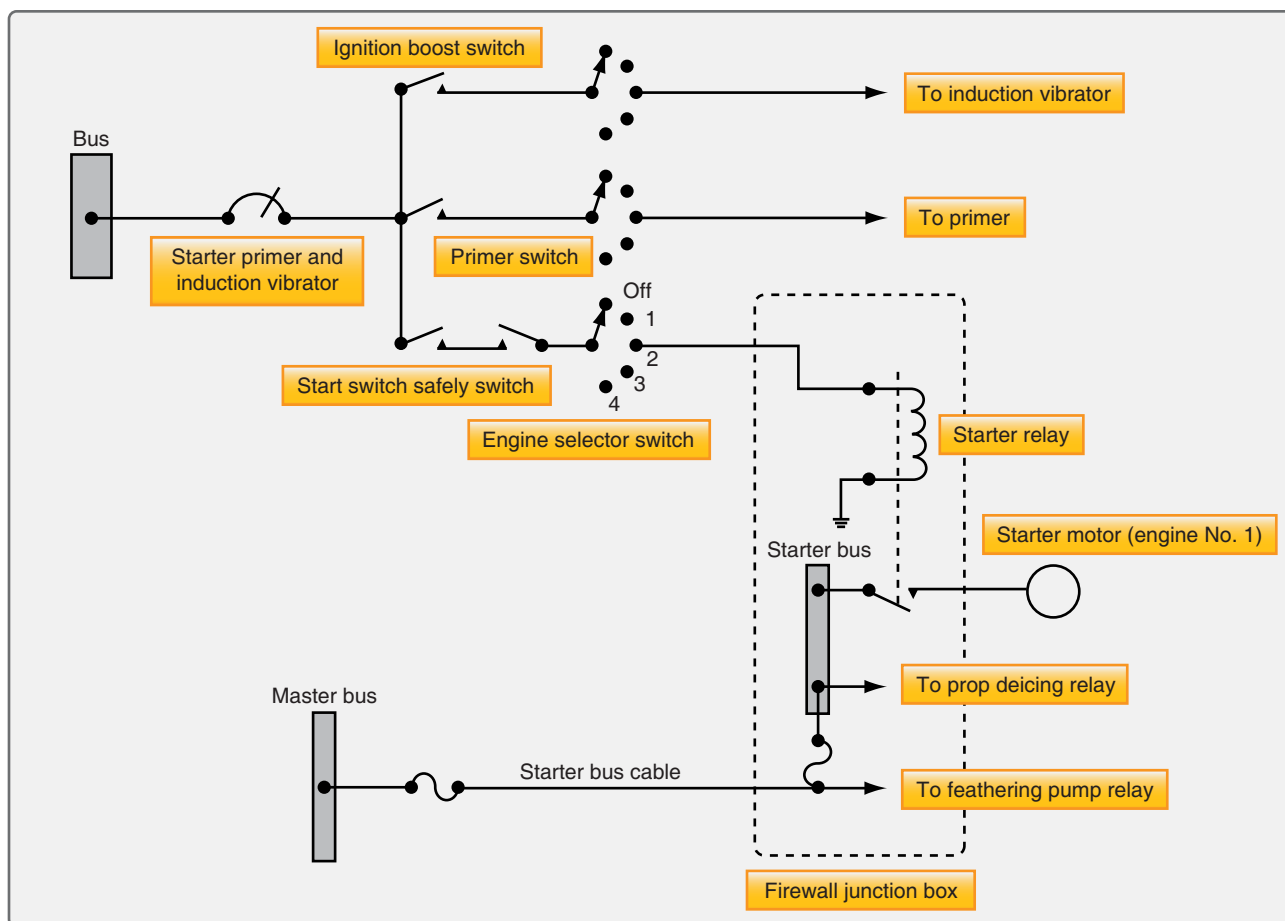 Ignition boost switch
To induction vibrator
Bus
Starter primer and
induction vibrator
Primer switch
To primer
Off
1
2
3
4
Start switch safely switch
Engine selector switch
Starter relay
Starter bus
Starter motor (engine No. 1)
To prop deicing relay
Master bus
Starter bus cable
To feathering pump relay
Firewall junction box